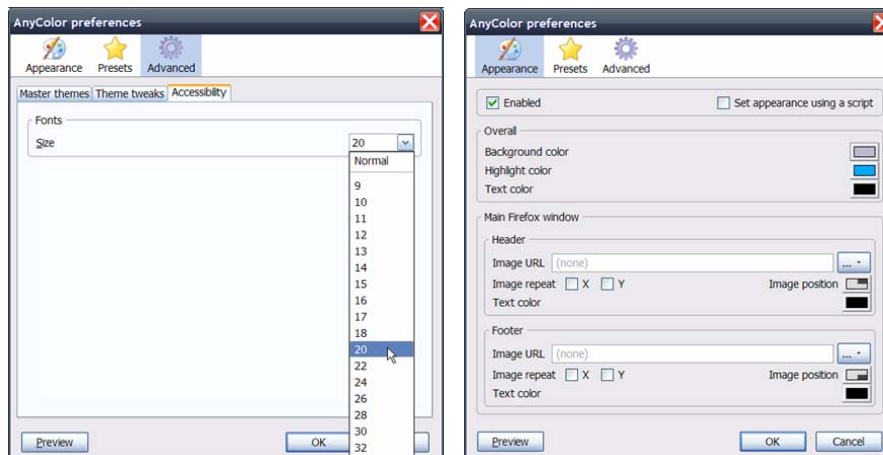 AnyColor preferences
Appearance Presets Advanced
Master themes Theme tweaks Accessibility
Fonts
Size 20
Normal
9
10
11
12
13
14
15
16
17
18
20
22
24
26
28
30
32
Preview OK
AnyColor preferences
Appearance Presets Advanced
Enabled Set appearance using a script
Overall
Background color
Highlight color
Text color
Main Firefox window
Header
Image URL (none) ...
Image repeat X Y Image position
Text color
Footer
Image URL (none) ...
Image repeat X Y Image position
Text color
Preview OK Cancel